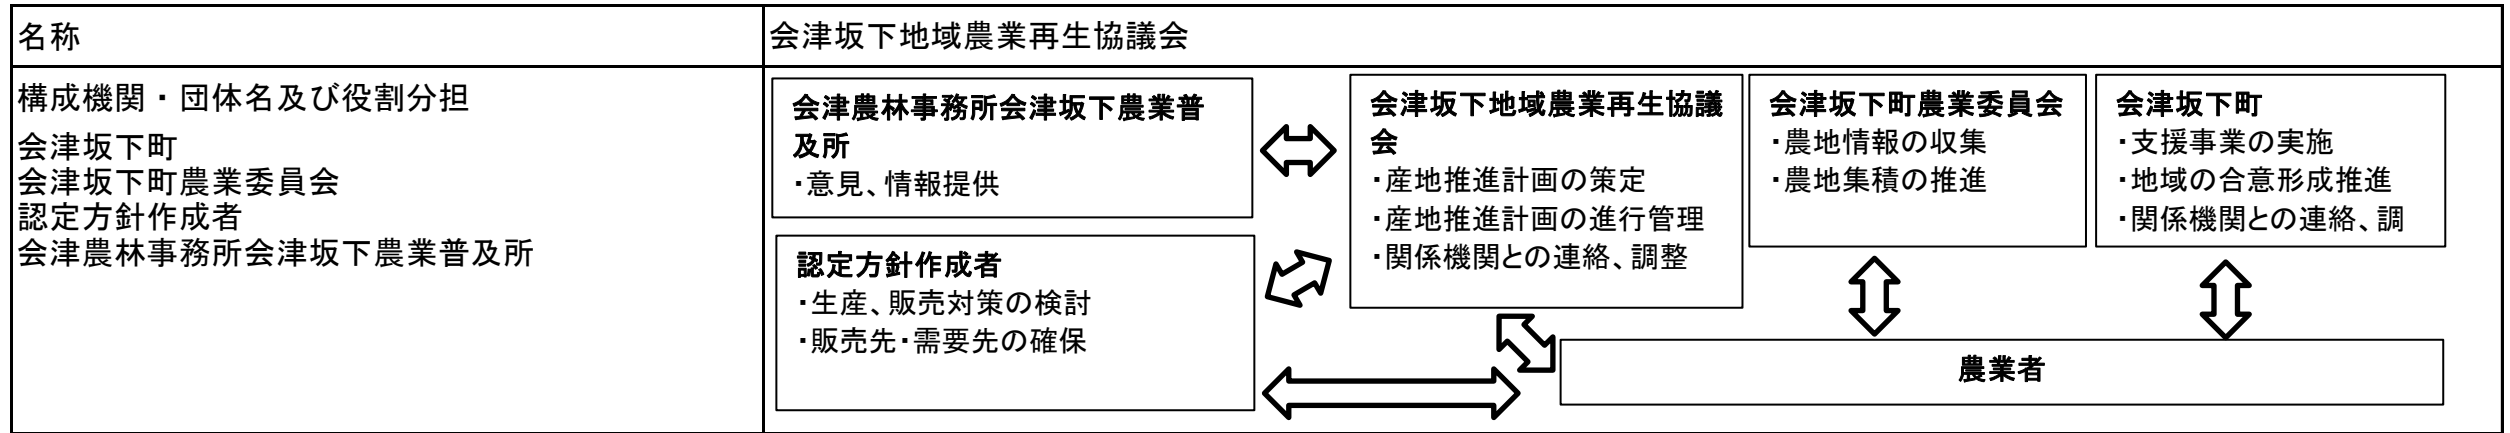 名称
会津坂下地域農業再生協議会
構成機関・団体名及び役割分担
会津坂下町
会津坂下町農業委員会
認定方針作成者
会津農林事務所会津坂下農業普及所
会津農林事務所会津坂下農業普
及所
・意見、情報提供
認定方針作成者
・生産、販売対策の検討
・販売先・需要先の確保
会津坂下地域農業再生協議
会
・産地推進計画の策定
・産地推進計画の進行管理
・関係機関との連絡、調整
会津坂下町農業委員会
・農地情報の収集
・農地集積の推進
会津坂下町
・支援事業の実施
・地域の合意形成推進
・関係機関との連絡、調
農業者